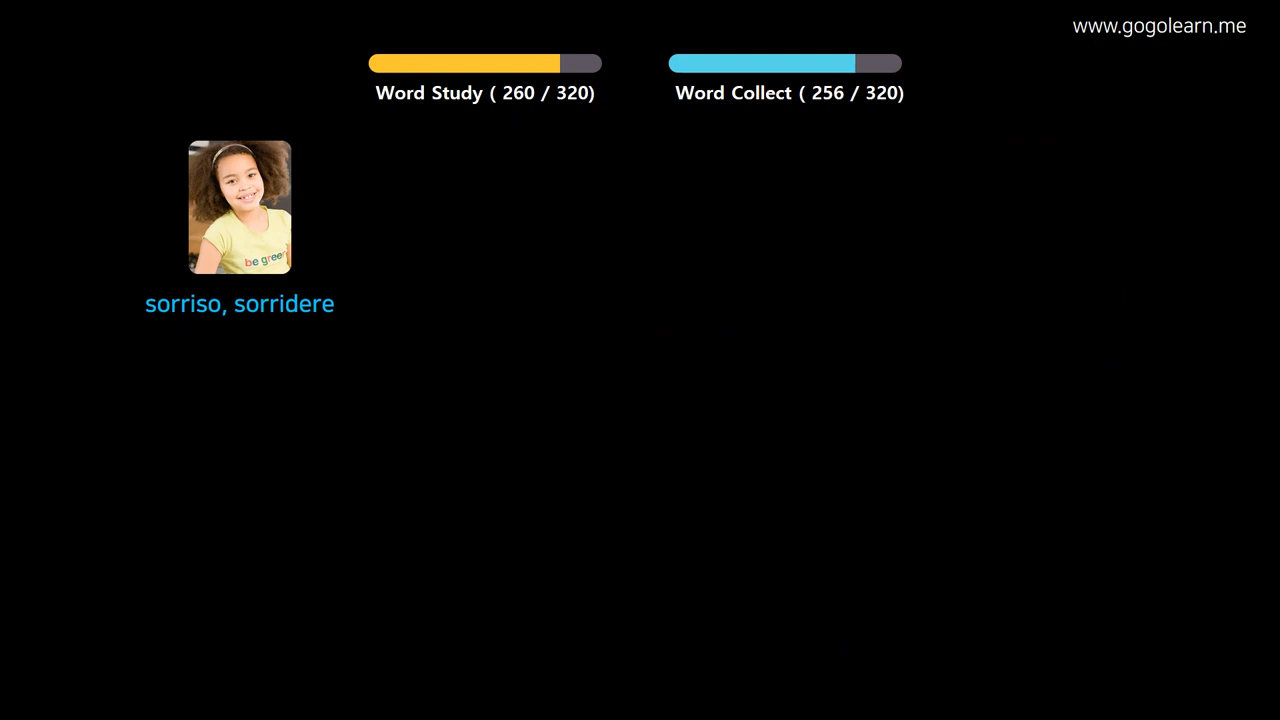 www.gogolearn.me
Word Study ( 260 / 320)
Word Collect ( 256 / 320)
be green
sorriso, sorridere